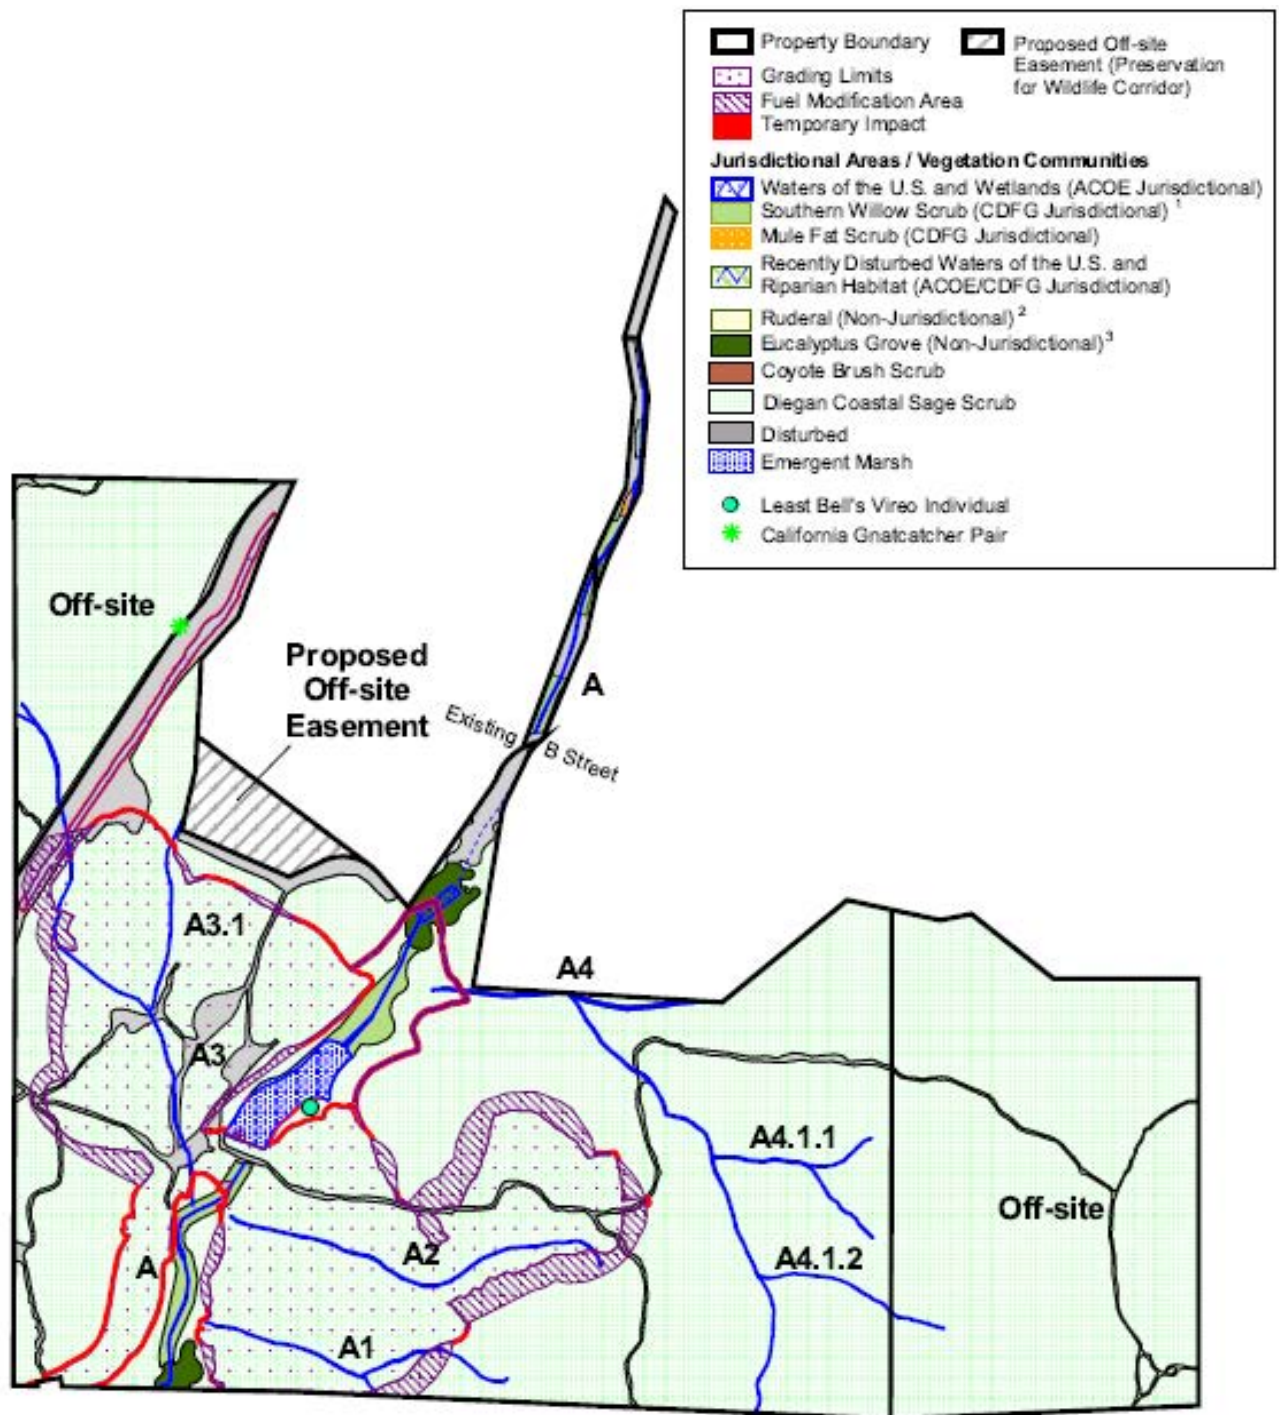 Property Boundary
Proposed Off-site
Easement (Preservation
for Wildlife Corridor)
Grading Limits
Fuel Modification Area
Temporary Impact
Jurisdictional Areas / Vegetation Communities
Waters of the U.S. and Wetlands (ACOE Jurisdictional)
Southern Willow Scrub (CDFG Jurisdictional) 1
Mule Fat Scrub (CDFG Jurisdictional)
Recently Disturbed Waters of the U.S. and
Riparian Habitat (ACOE/CDFG Jurisdictional)
Ruderal (Non-Jurisdictional) 2
Eucalyptus Grove (Non-Jurisdictional) 3
Coyote Brush Scrub
Diegan Coastal Sage Scrub
Disturbed
Emergent Marsh
Least Bell's Vireo Individual
California Gnatcatcher Pair
Off-site
Proposed
Off-site
Easement
A
Existing
B Street
A3.1
A4
A3
A4.1.1
Off-site
A2
A4.1.2
A
A1